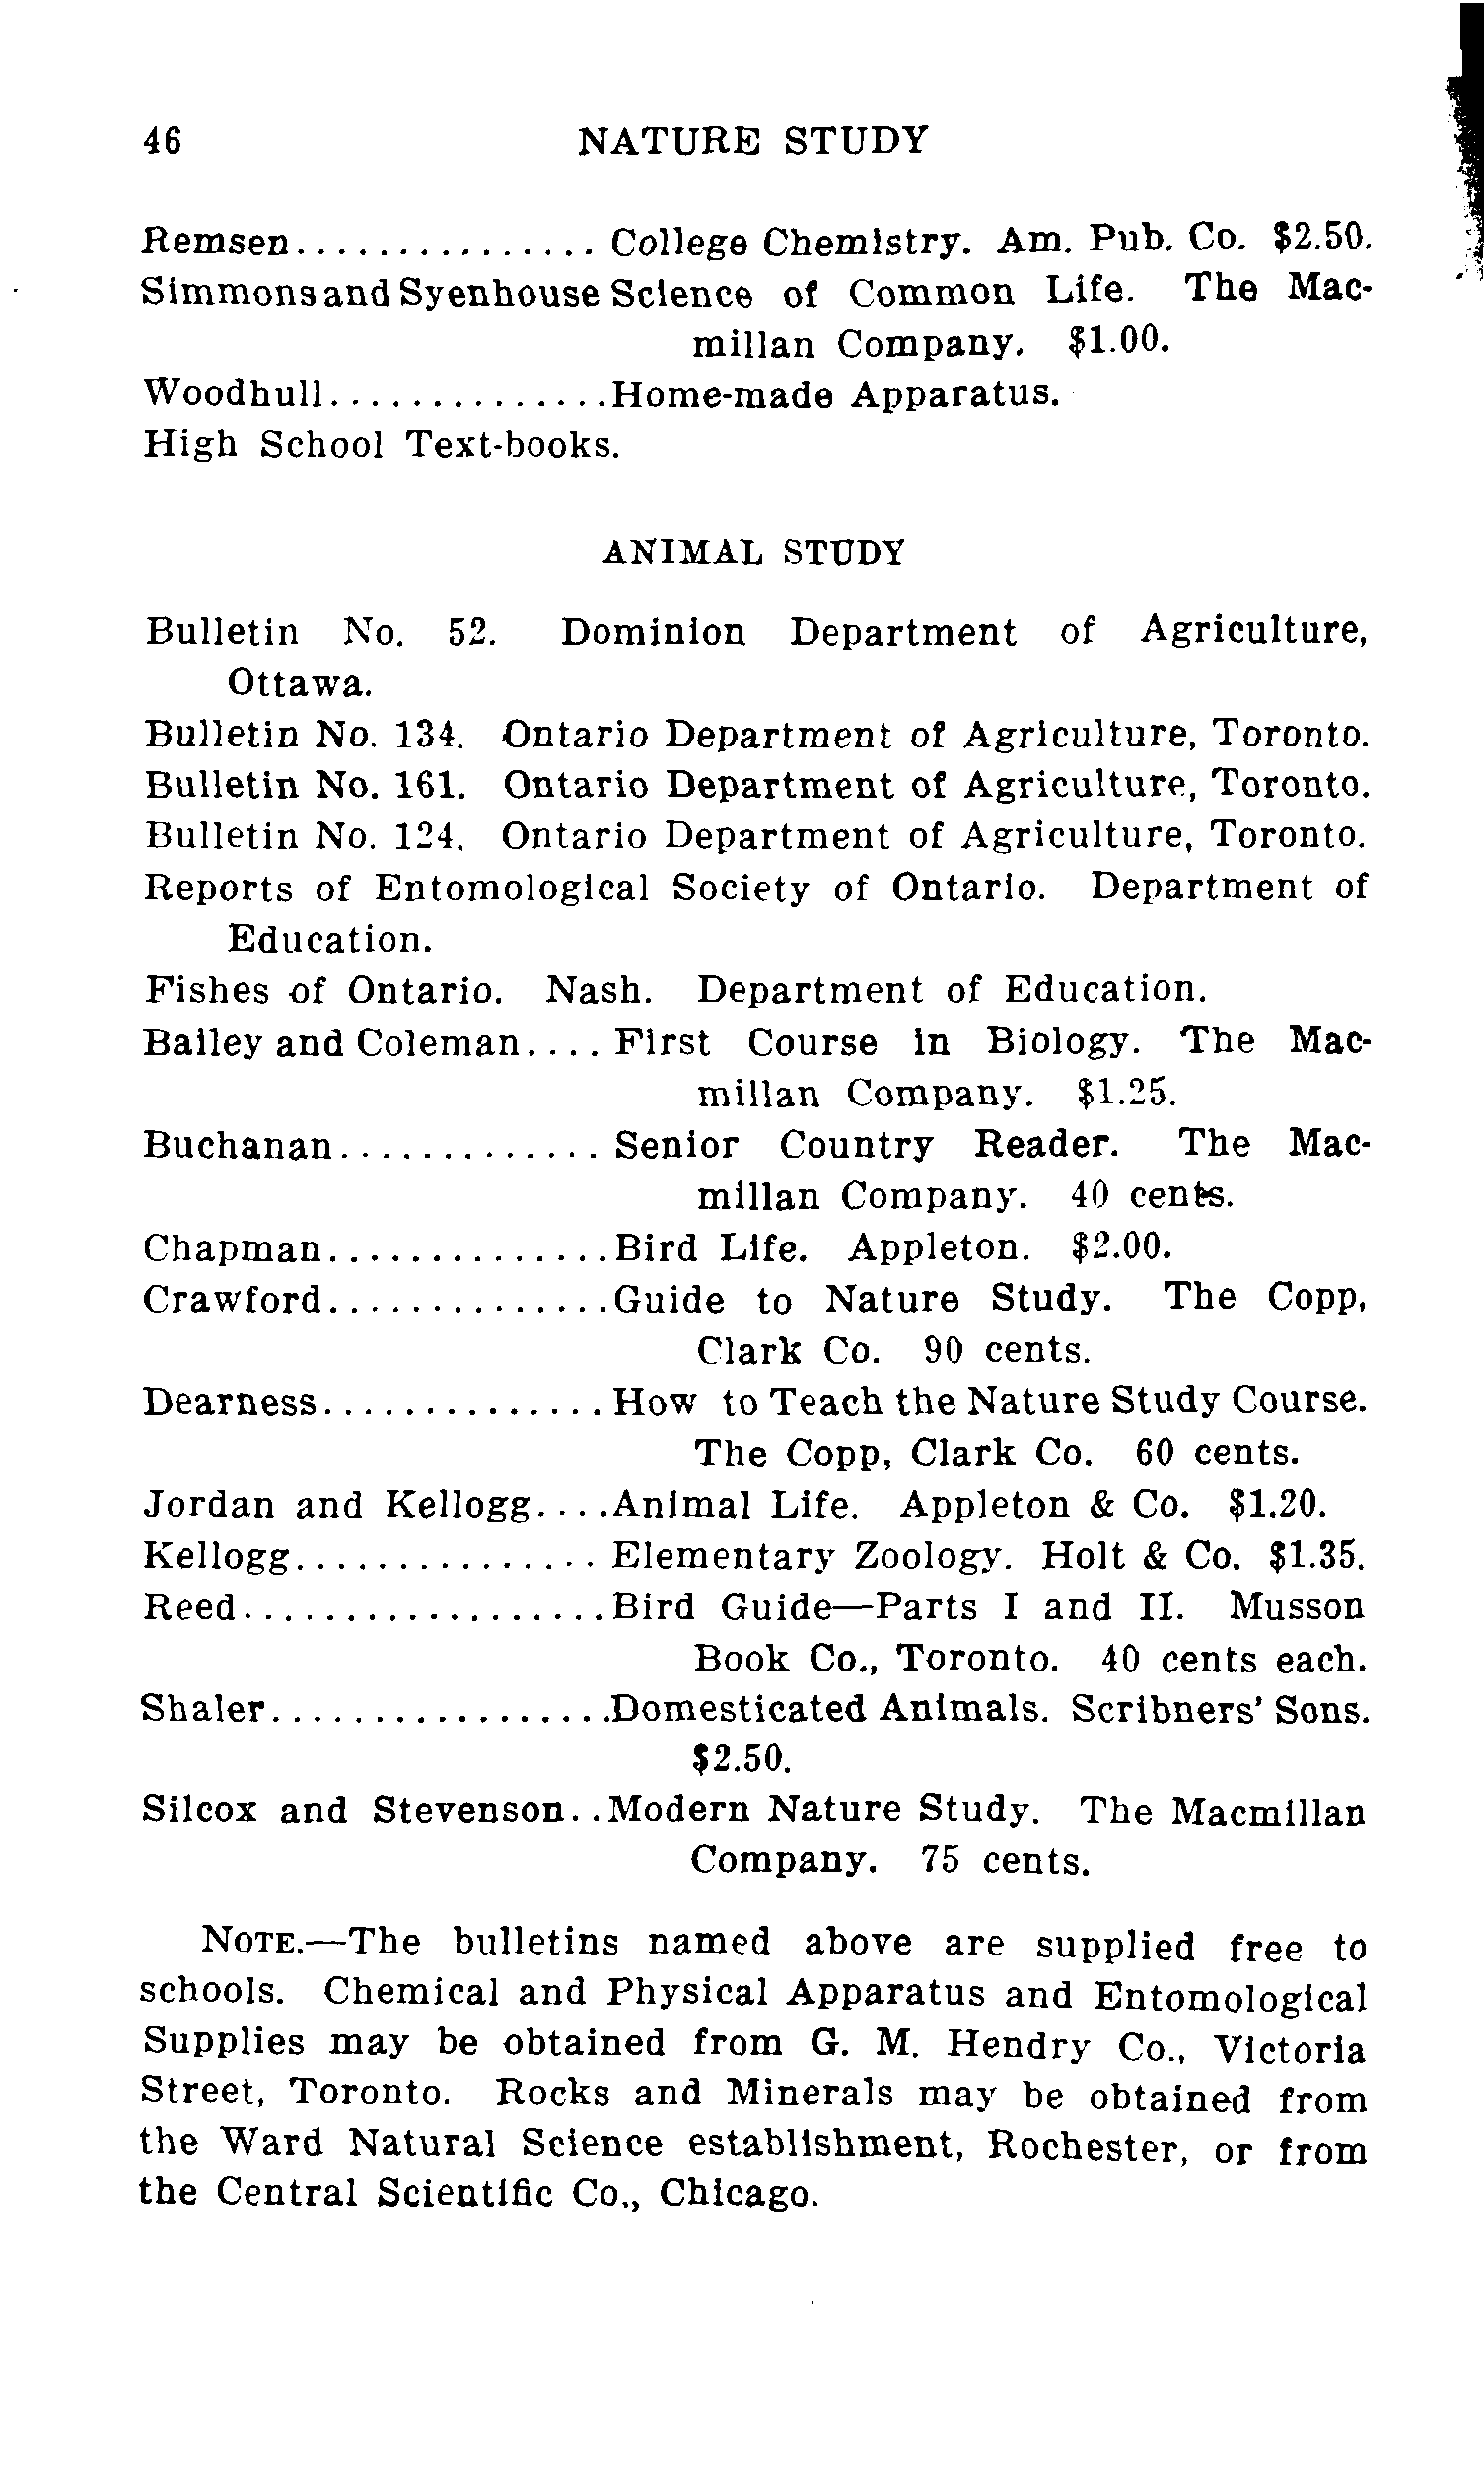 46 NATURE STUDY
Remsen............... College Chemistry. Am. Pub. Co. $2.50.
Simmons and Syenhouse Science of Common Life. The Mac-
millan Company. $1.00.
Woodhull..............Home-made Apparatus.
High School Text-books.
ANIMAL STUDY
Bulletin No. 52. Dominion Department of Agriculture,
Ottawa.
Bulletin No. 134. Ontario Department of Agriculture, Toronto.
Bulletin No. 161. Ontario Department of Agriculture, Toronto.
Bulletin No. 124. Ontario Department of Agriculture, Toronto.
Reports of Entomological Society of Ontario. Department of
Education.
Fishes of Ontario. Nash. Department of Education.
Bailey and Coleman.... First Course in Biology. The Mac-
millan Company. $1.25.
Buchanan............. Senior Country Reader. The Mac-
millan Company. 40 cents.
Chapman..............Bird Life. Appleton. $2.00.
Crawford..............Guide to Nature Study. The Copp,
Clark Co. 90 cents.
Dearness.............. How to Teach the Nature Study Course.
The Copp, Clark Co. 60 cents.
Jordan and Kellogg....Animal Life. Appleton & Co. $1.20.
Kellogg............... Elementary Zoology. Holt & Co. $1.35.
Reed..................Bird Guide—Parts I and II. Musson
Book Co., Toronto. 40 cents each.
Shaler.................Domesticated Animals. Scribners' Sons.
$2.50.
Silcox and Stevenson..Modern Nature Study. The Macmillan
Company. 75 cents.
NOTE.—The bulletins named above are supplied free to
schools. Chemical and Physical Apparatus and Entomological
Supplies may be obtained from G. M. Hendry Co., Victoria
Street, Toronto. Rocks and Minerals may be obtained from
the Ward Natural Science establishment, Rochester, or from
the Central Scientific Co., Chicago.